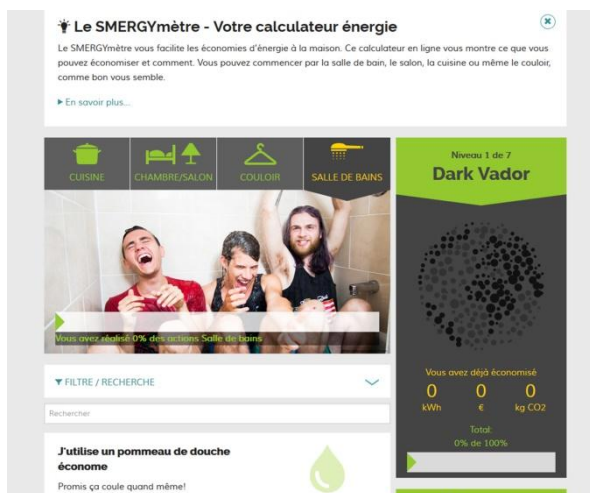 Le SMERGYmètre - Votre calculateur énergie
Le SMERGYmètre vous facilite les économies d'énergie à la maison. Ce calculateur en ligne vous montre ce que vous
pouvez économiser et comment. Vous pouvez commencer par la salle de bain, le salon, la cuisine ou même le couloir,
comme bon vous semble.
En savoir plus...
CUISINE
CHAMBRE/SALON
COULOIR
SALLE DE BAINS
Vous avez réalisé 0% des actions Salle de bains
FILTRE / RECHERCHE
Rechercher
J'utilise un pommeau de douche
économe
Promis ça coule quand même!
Niveau 1 de 7
Dark Vador
Vous avez déjà économisé
0 0 0
kWh € kg CO2
Total:
0% de 100%